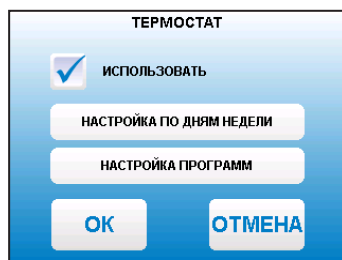 ТЕРМОСТАТ
ИСПОЛЬЗОВАТЬ
НАСТРОЙКА ПО ДНЯМ НЕДЕЛИ
НАСТРОЙКА ПРОГРАММ
ОК ОТМЕНА